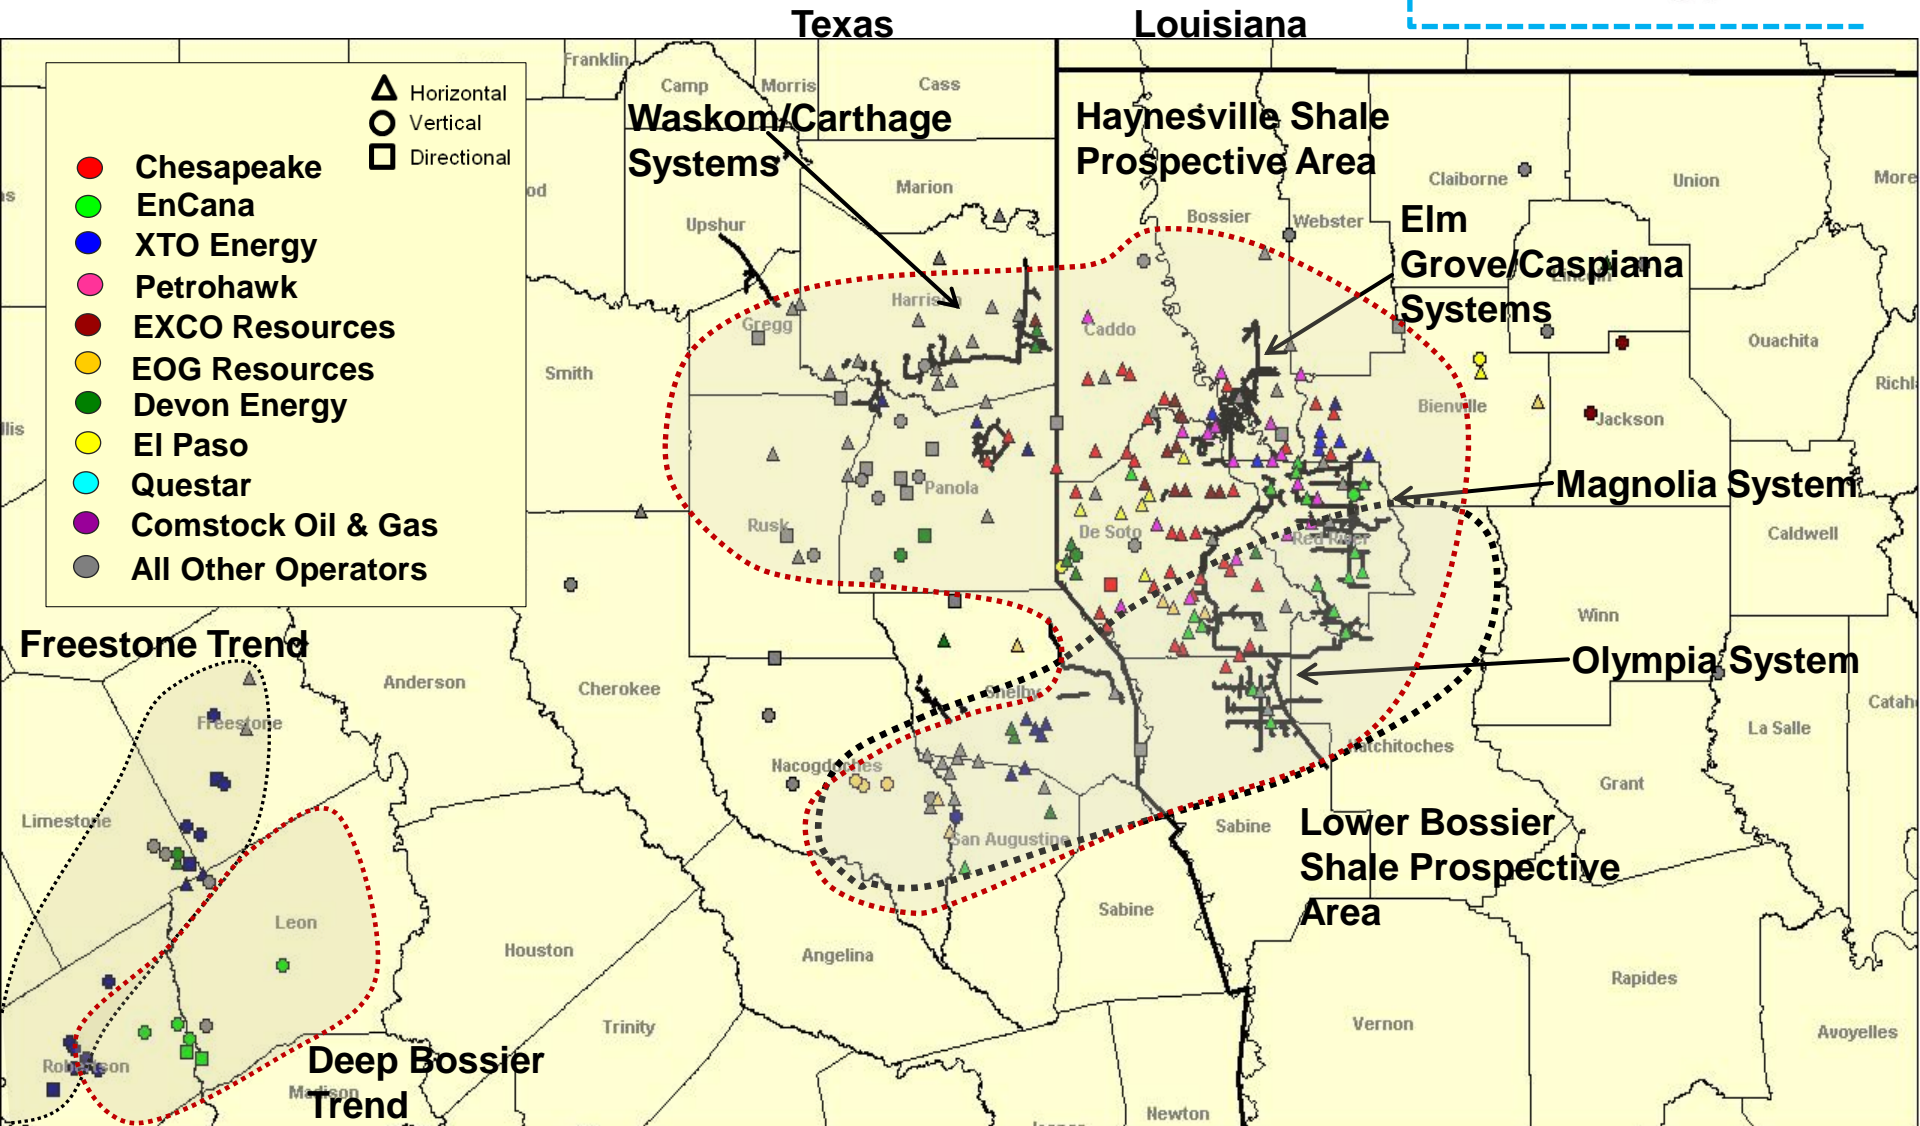 Texas
Louisiana
Franklin
Camp
Morris
Cass
Horizontal
Vertical
Directional
Chesapeake
EnCana
XTO Energy
Petrohawk
EXCO Resources
EOG Resources
Devon Energy
El Paso
Questar
Comstock Oil & Gas
All Other Operators
Waskom/Carthage
Systems
Haynesville Shale
Prospective Area
Marion
Upshur
Bossier
Webster
Claiborne
Union
More
Elm
Grove/Caspiana
Systems
Lincoln
Harrison
Gregg
Caddo
Ouachita
Smith
Richl
Bienville
Jackson
Magnolia System
Panola
Rusk
De Soto
Red River
Caldwell
Winn
Freestone Trend
Olympia System
Anderson
Cherokee
Shelby
Freestone
Natchitoches
La Salle
Catah
Nacogdoches
Grant
Limestone
San Augustine
Sabine
Lower Bossier
Shale Prospective
Area
Leon
Sabine
Houston
Angelina
Rapides
Trinity
Vernon
Avoyelles
Robertson
Deep Bossier
Trend
Madison
Newton